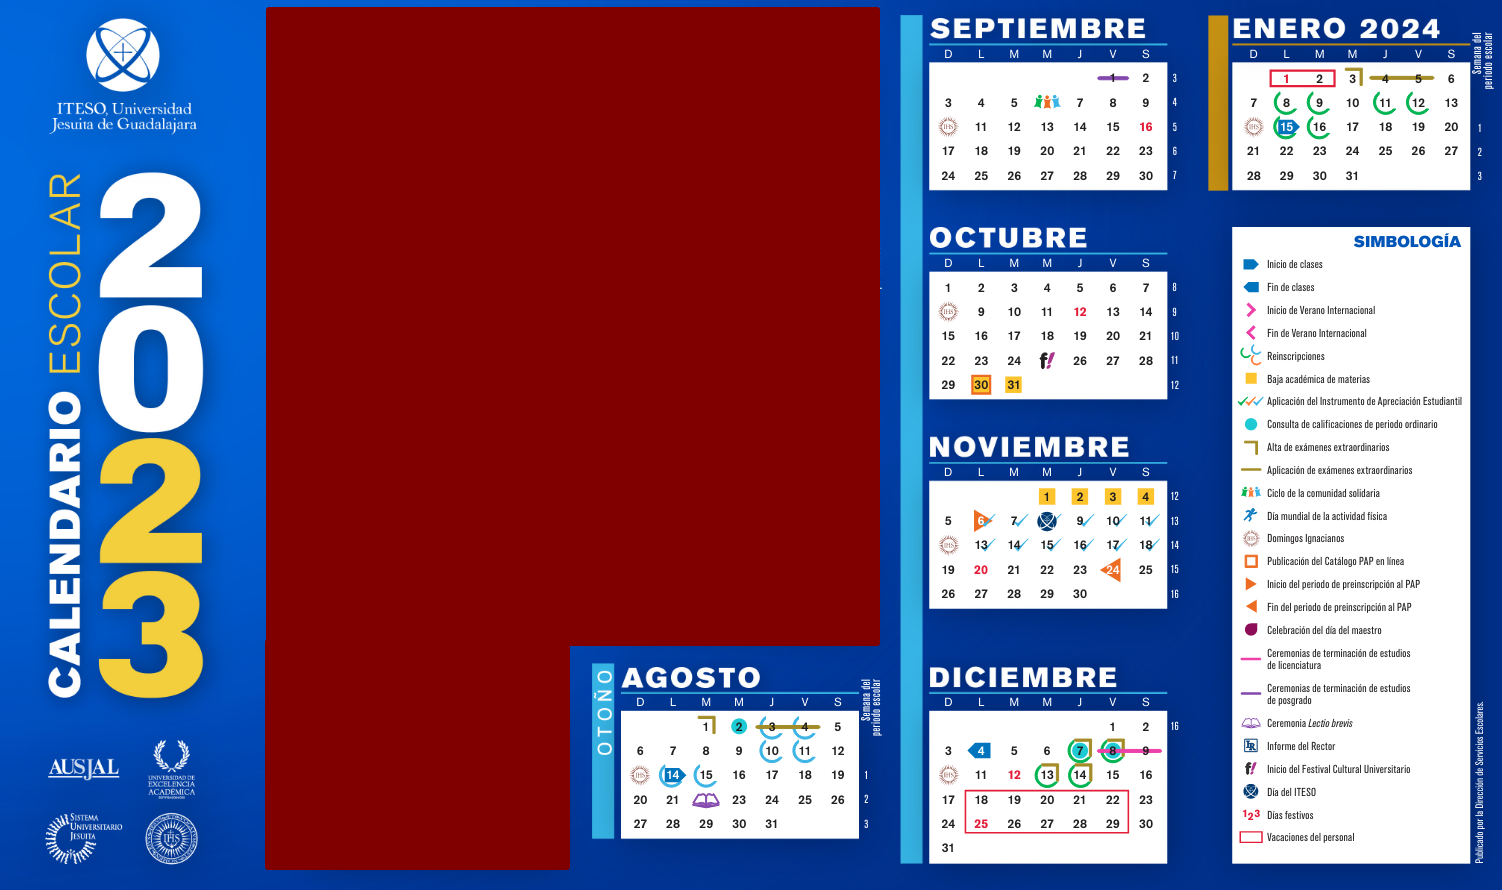 ITESO, Universidad
Jesuita de Guadalajara
CALENDARIO ESCOLAR
2023
AUSJAL
UNIVERSIDAD DE
EXCELENCIA
ACADÉMICA
SISTEMA
UNIVERSITARIO
JESUITA
IHS
OTOÑO
AGOSTO
Semana del
periodo escolar
D L M M J V S
1 2 3 4 5
6 7 8 9 10 11 12
IHS 14 15 16 17 18 19 1
20 21 23 24 25 26 2
27 28 29 30 31 3
SEPTIEMBRE
D L M M J V S
1 2 3
3 4 5 7 8 9 4
IHS 11 12 13 14 15 16 5
17 18 19 20 21 22 23 6
24 25 26 27 28 29 30 7
OCTUBRE
D L M M J V S
1 2 3 4 5 6 7 8
IHS 9 10 11 12 13 14 9
15 16 17 18 19 20 21 10
22 23 24 f! 26 27 28 11
29 30 31 12
NOVIEMBRE
D L M M J V S
1 2 3 4 12
5 6 7 9 10 11 13
IHS 13 14 15 16 17 18 14
19 20 21 22 23 24 25 15
26 27 28 29 30 16
DICIEMBRE
D L M M J V S
1 2 16
3 4 5 6 7 8 9
IHS 11 12 13 14 15 16
17 18 19 20 21 22 23
24 25 26 27 28 29 30
31
ENERO 2024
Semana del
periodo escolar
D L M M J V S
1 2 3 4 5 6
7 8 9 10 11 12 13
IHS 15 16 17 18 19 20 1
21 22 23 24 25 26 27 2
28 29 30 31 3
SIMBOLOGÍA
Inicio de clases
Fin de clases
Inicio de Verano Internacional
Fin de Verano Internacional
Reinscripciones
Baja académica de materias
Aplicación del Instrumento de Apreciación Estudiantil
Consulta de calificaciones de periodo ordinario
Alta de exámenes extraordinarios
Aplicación de exámenes extraordinarios
Ciclo de la comunidad solidaria
Día mundial de la actividad física
IHS Domingos Ignacianos
Publicación del Catálogo PAP en línea
Inicio del periodo de preinscripción al PAP
Fin del periodo de preinscripción al PAP
Celebración del día del maestro
Ceremonias de terminación de estudios
de licenciatura
Ceremonias de terminación de estudios
de posgrado
Ceremonia Lectio brevis
IR Informe del Rector
f! Inicio del Festival Cultural Universitario
Día del ITESO
123 Días festivos
Vacaciones del personal
Publicado por la Dirección de Servicios Escolares.